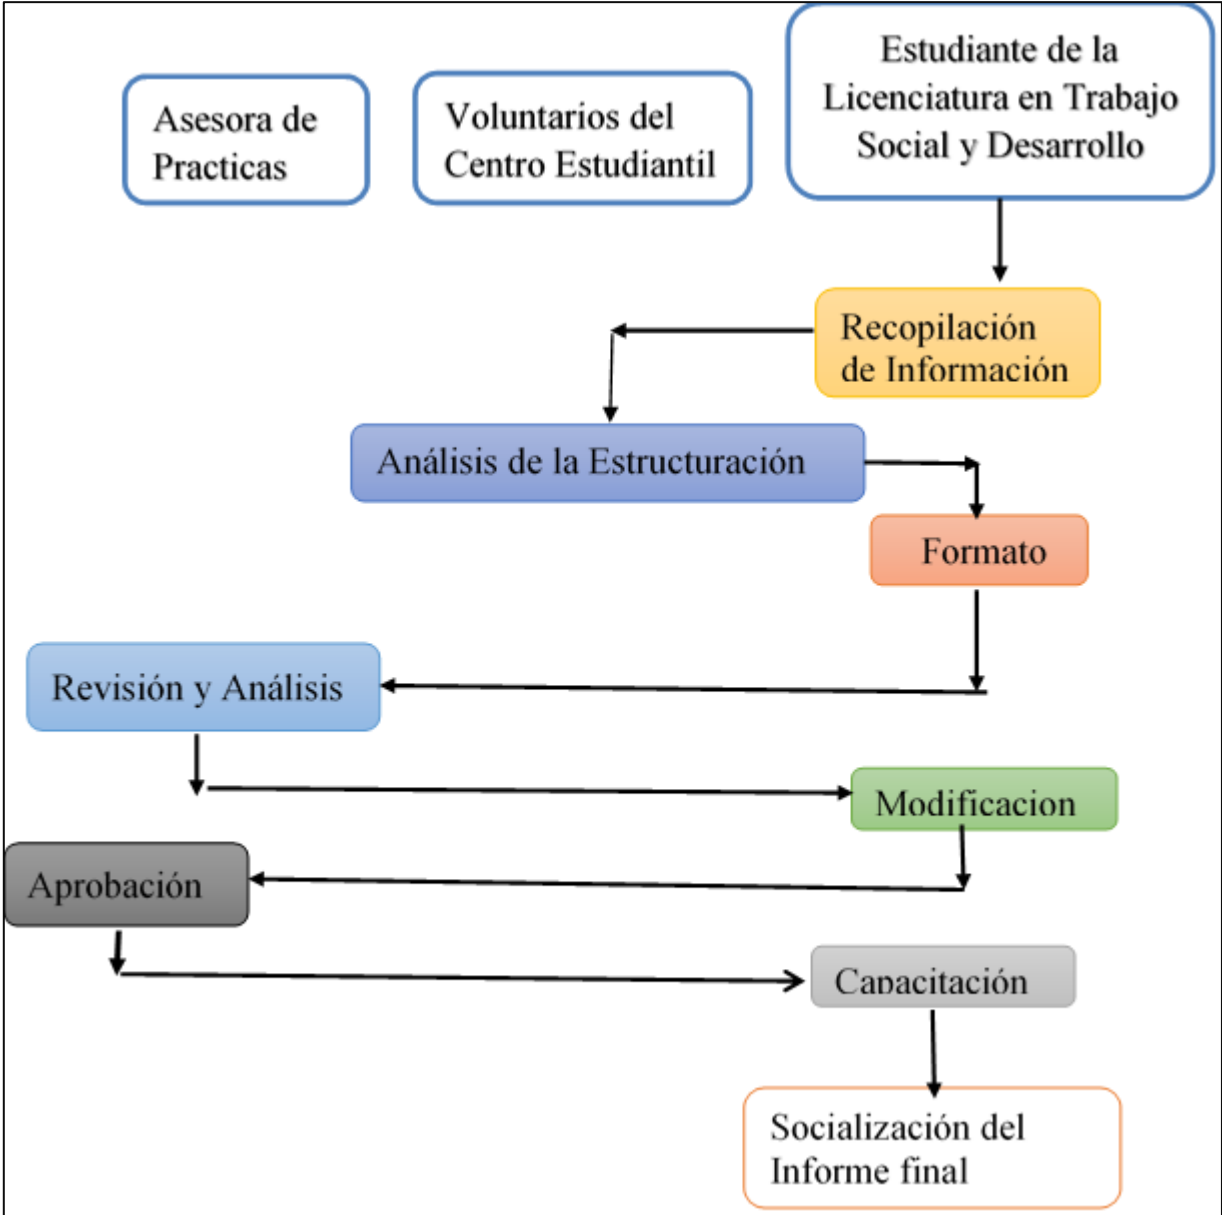 Asesora de
Practicas
Voluntarios del
Centro Estudiantil
Estudiante de la
Licenciatura en Trabajo
Social y Desarrollo
Recopilación
de Información
Análisis de la Estructuración
Formato
Revisión y Análisis
Modificacion
Aprobación
Capacitación
Socialización del
Informe final